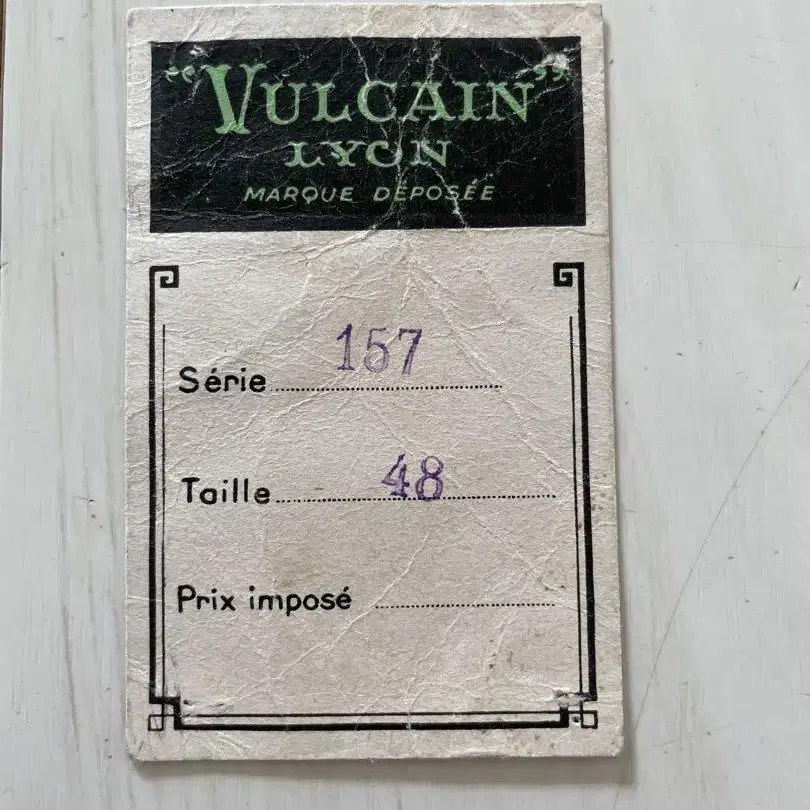 "VULCAIN"
LYON
MARQUE DÉPOSÉE
Série 157
Taille 48
Prix imposé